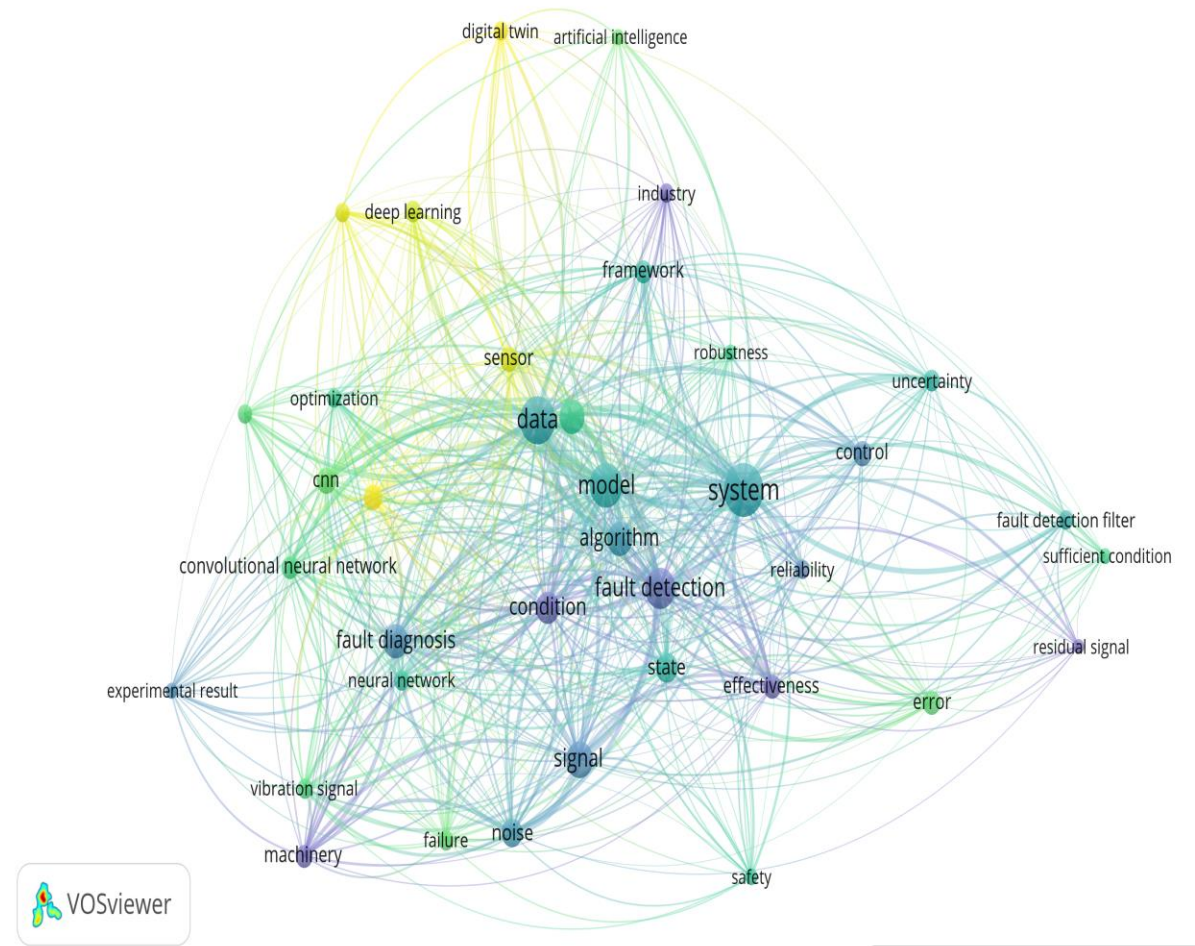 digital twin
artificial intelligence
industry
deep learning
framework
sensor
robustness
uncertainty
optimization
data
control
cnn
model
system
fault detection filter
algorithm
sufficient condition
convolutional neural network
reliability
fault detection
condition
fault diagnosis
residual signal
state
neural network
effectiveness
experimental result
error
signal
vibration signal
noise
failure
machinery
safety
VOSviewer